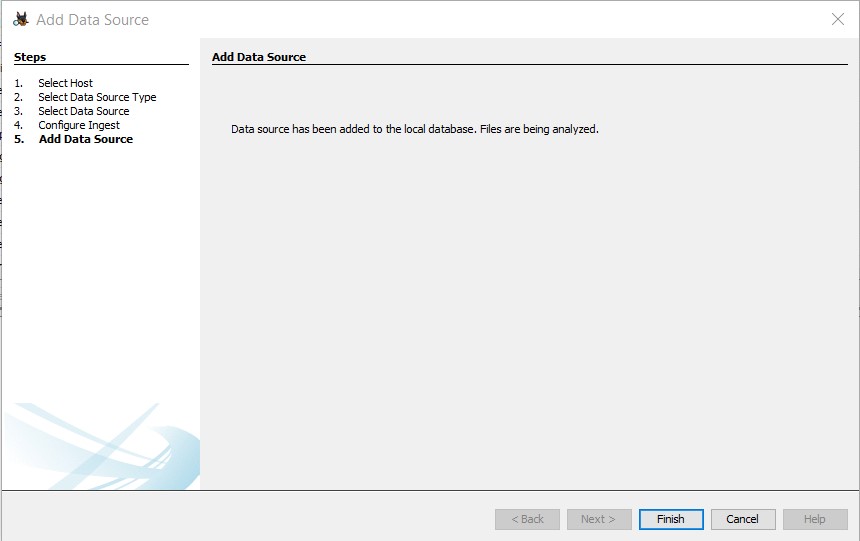 Add Data Source
Steps
1. Select Host
2. Select Data Source Type
3. Select Data Source
4. Configure Ingest
5. Add Data Source
Add Data Source
Data source has been added to the local database. Files are being analyzed.
< Back Next > Finish Cancel Help